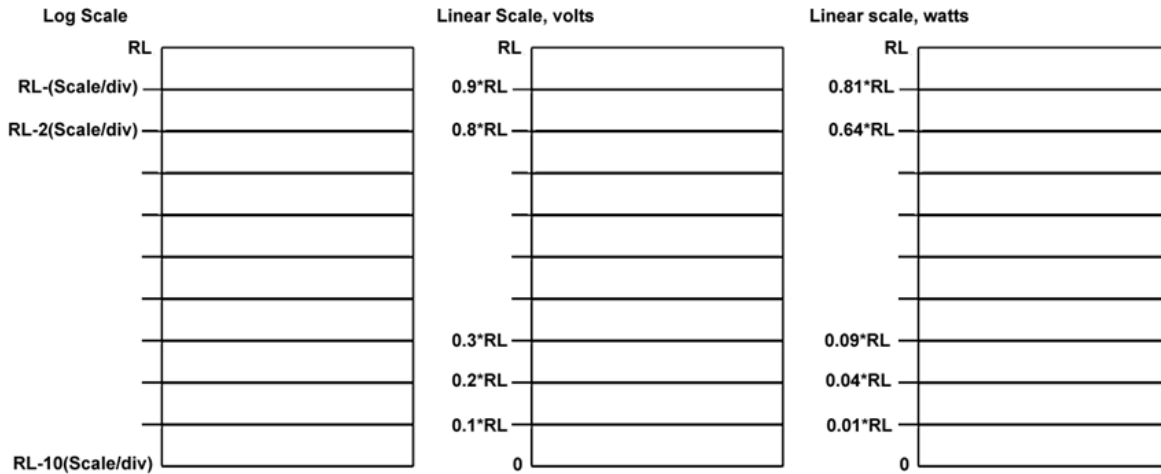 Log Scale
RL
RL-(Scale/div)
RL-2(Scale/div)
RL-10(Scale/div)
Linear Scale, volts
0.9*RL
0.8*RL
0.3*RL
0.2*RL
0.1*RL
0
Linear scale, watts
RL
0.81*RL
0.64*RL
0.09*RL
0.04*RL
0.01*RL
0